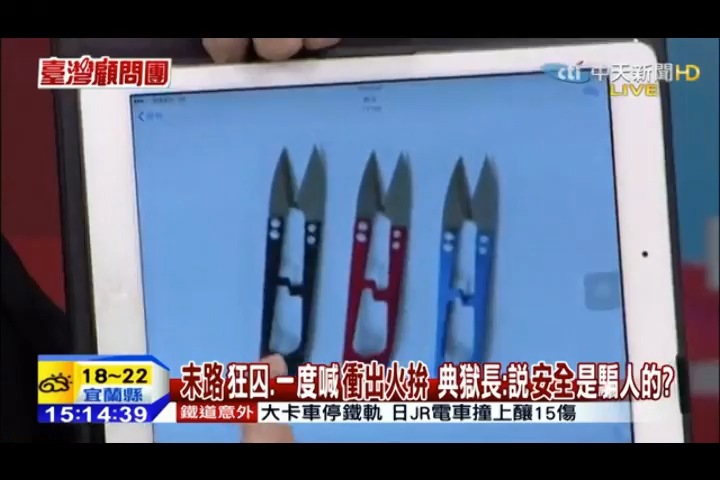 臺灣顧問團
cti 中天新聞HD
LIVE
18~22
宜蘭縣
15:14:39
末路狂囚.一度喊衝出火拚 典獄長:說安全是騙人的?
鐵道意外 大卡車停鐵軌 日JR電車撞上釀15傷